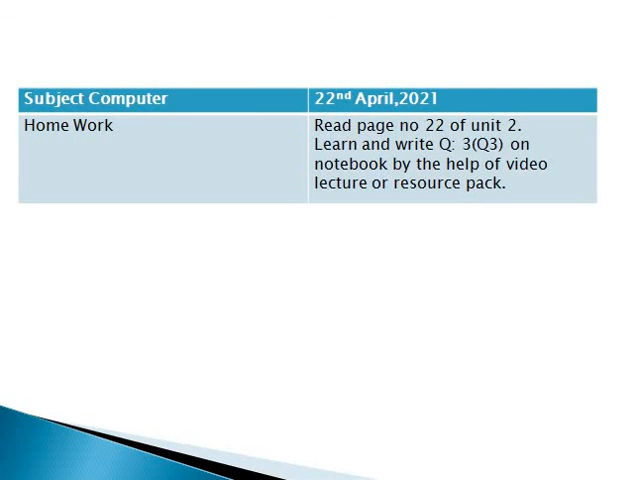 Subject Computer
22nd April,2021
Home Work
Read page no 22 of unit 2.
Learn and write Q: 3(Q3) on
notebook by the help of video
lecture or resource pack.